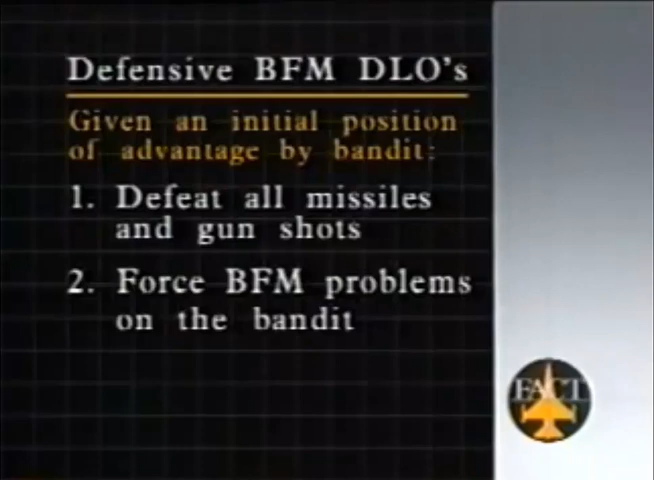 Defensive BFM DLO's
Given an initial position
of advantage by bandit:
1. Defeat all missiles
and gun shots
2. Force BFM problems
on the bandit
FACT